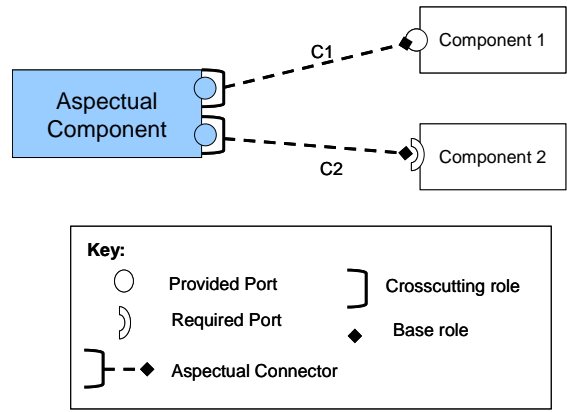 C1
Component 1
Aspectual
Component
C2
Component 2
Key:
Provided Port
Crosscutting role
Required Port
Base role
Aspectual Connector